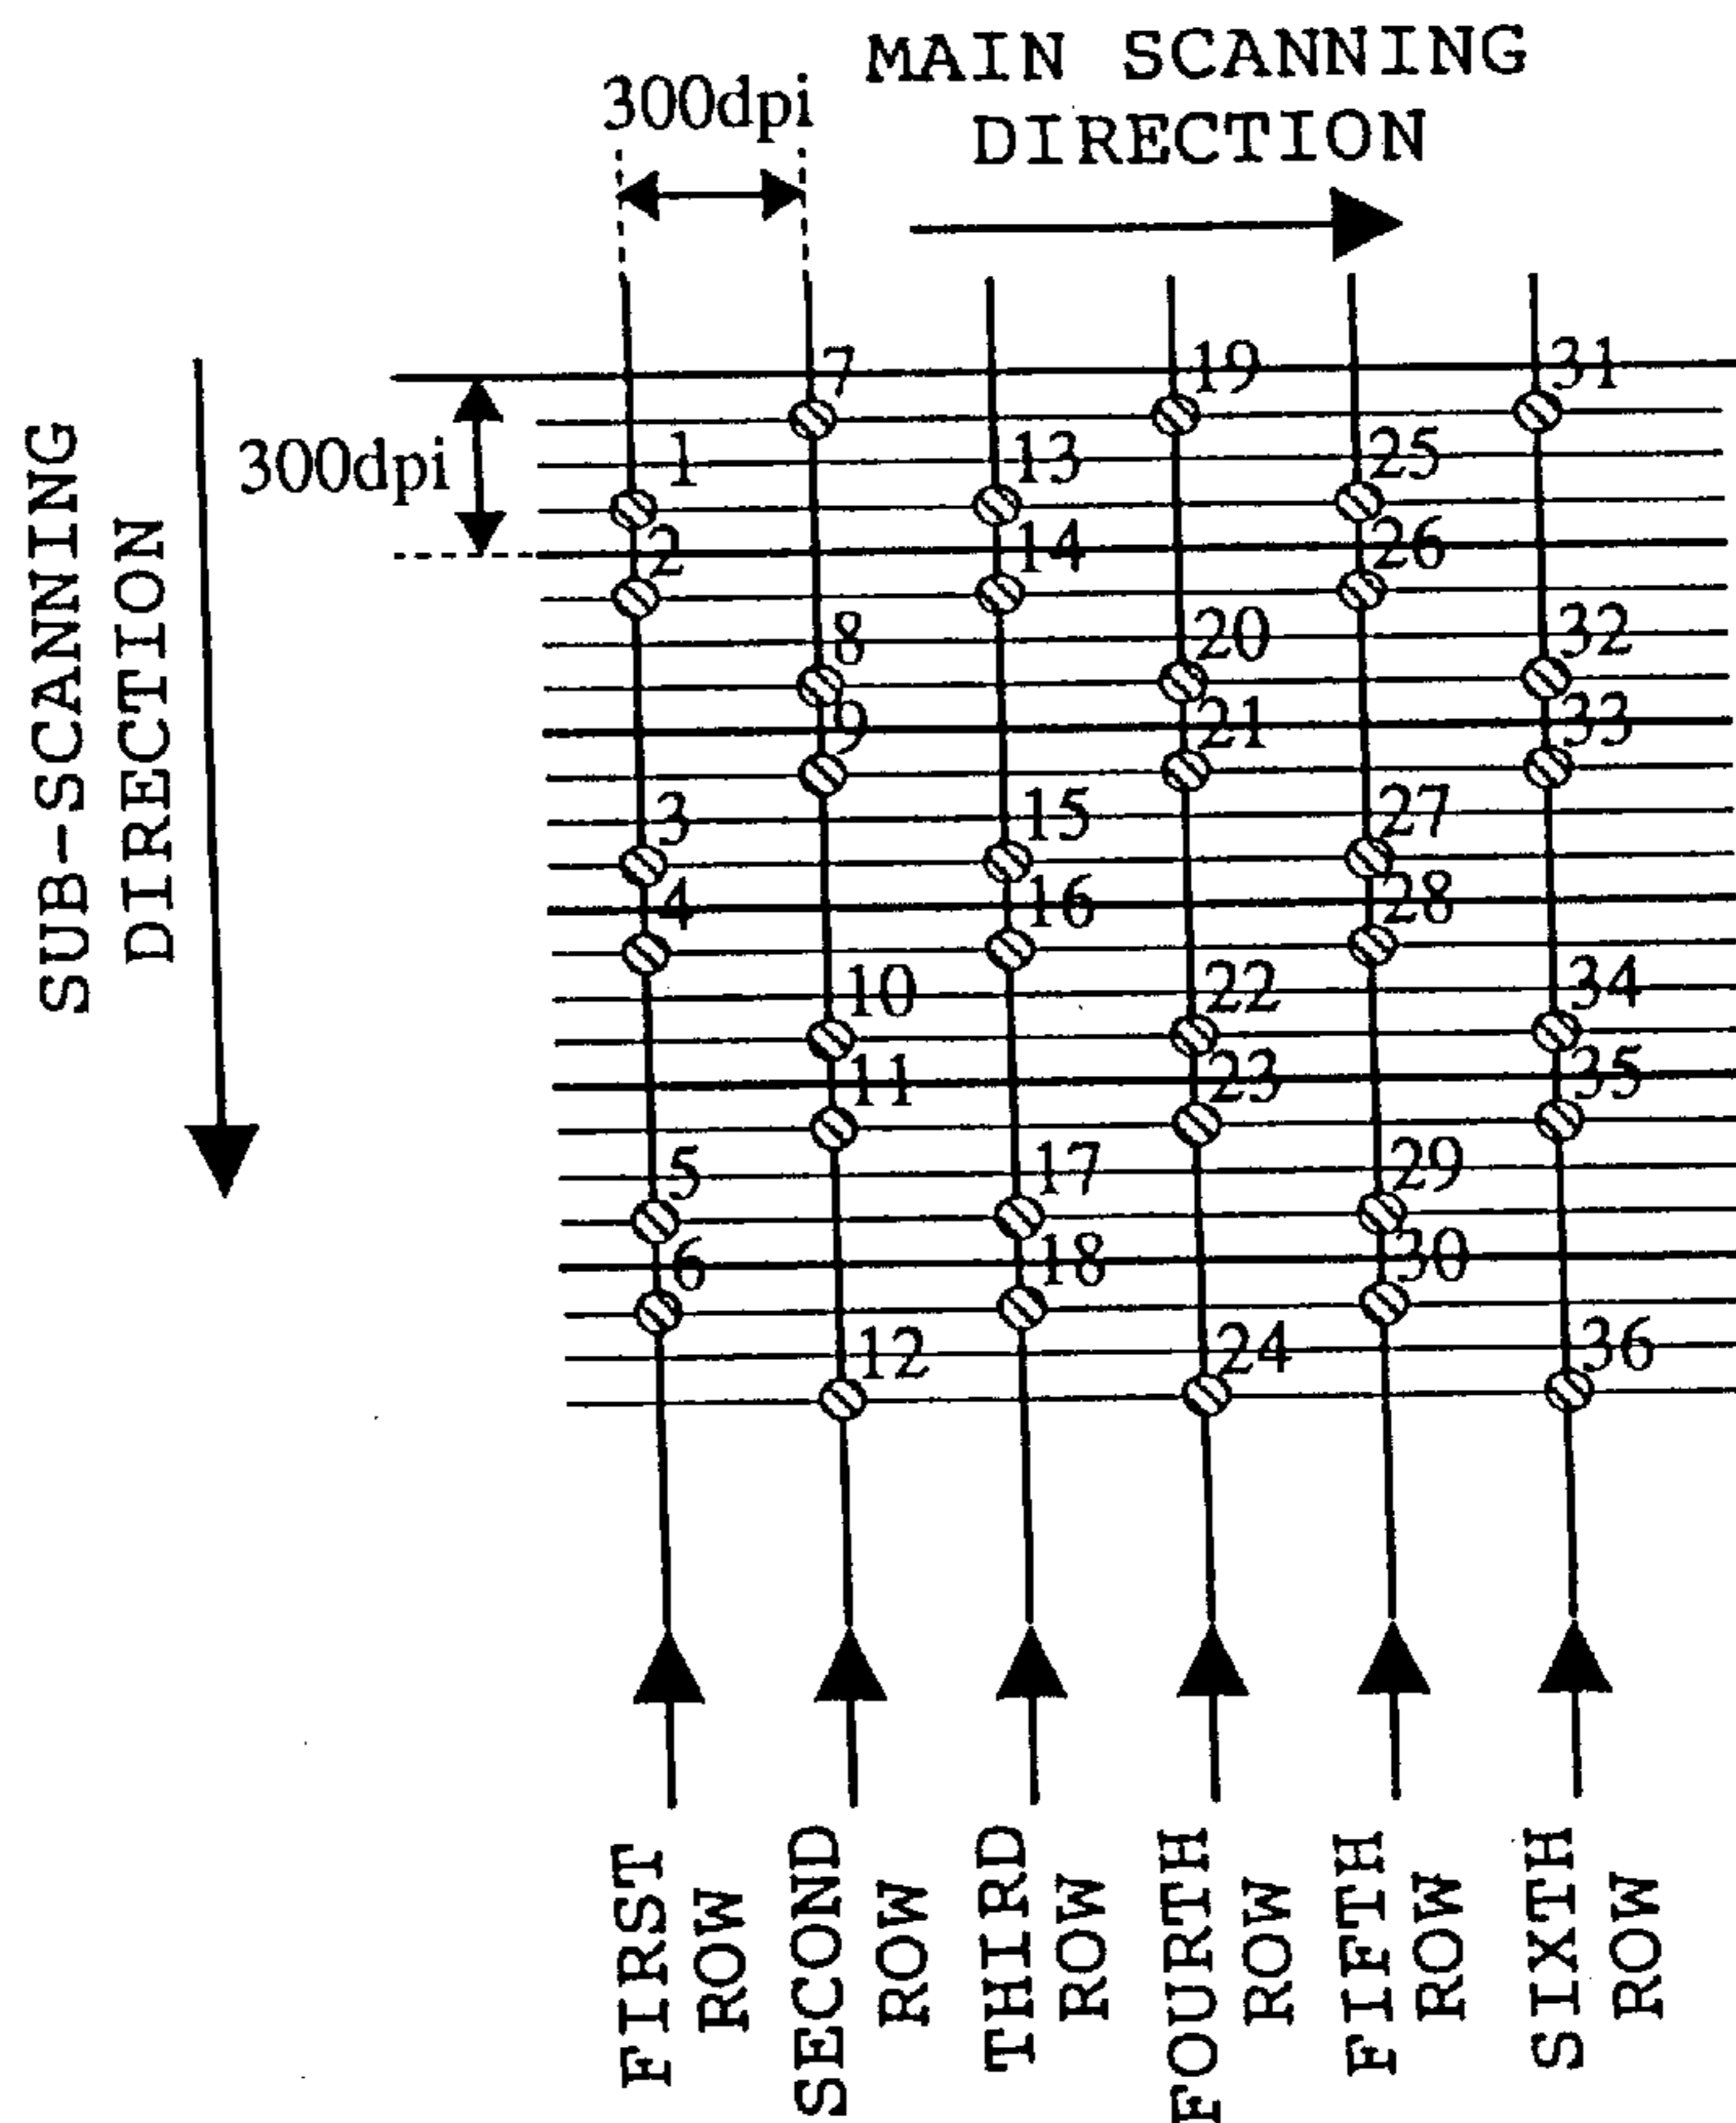 MAIN SCANNING
DIRECTION
300dpi
300dpi
SUB-SCANNING
DIRECTION
7
19
31
1
13
25
2
14
26
8
20
32
9
21
33
3
15
27
4
16
28
10
22
34
11
23
35
5
17
29
6
18
30
12
24
36
FIRST
ROW
SECOND
ROW
THIRD
ROW
FOURTH
ROW
FIFTH
ROW
SIXTH
ROW